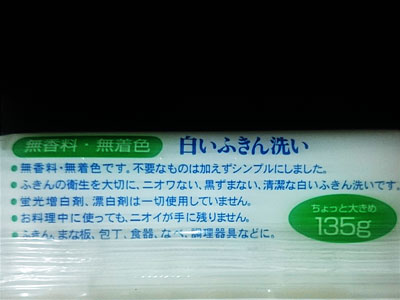 無香料・無着色 白いふきん洗い
●無香料・無着色です。不要なものは加えずシンプルにしました。
●ふきんの衛生を大切に、ニオワない、黒ずまない、清潔な白いふきん洗いです。
●蛍光増白剤、漂白剤は一切使用していません。
●お料理中に使っても、ニオイが手に残りません。
●ふきん、まな板、包丁、食器、なべ、調理器具などに。
ちょっと大きめ
135g